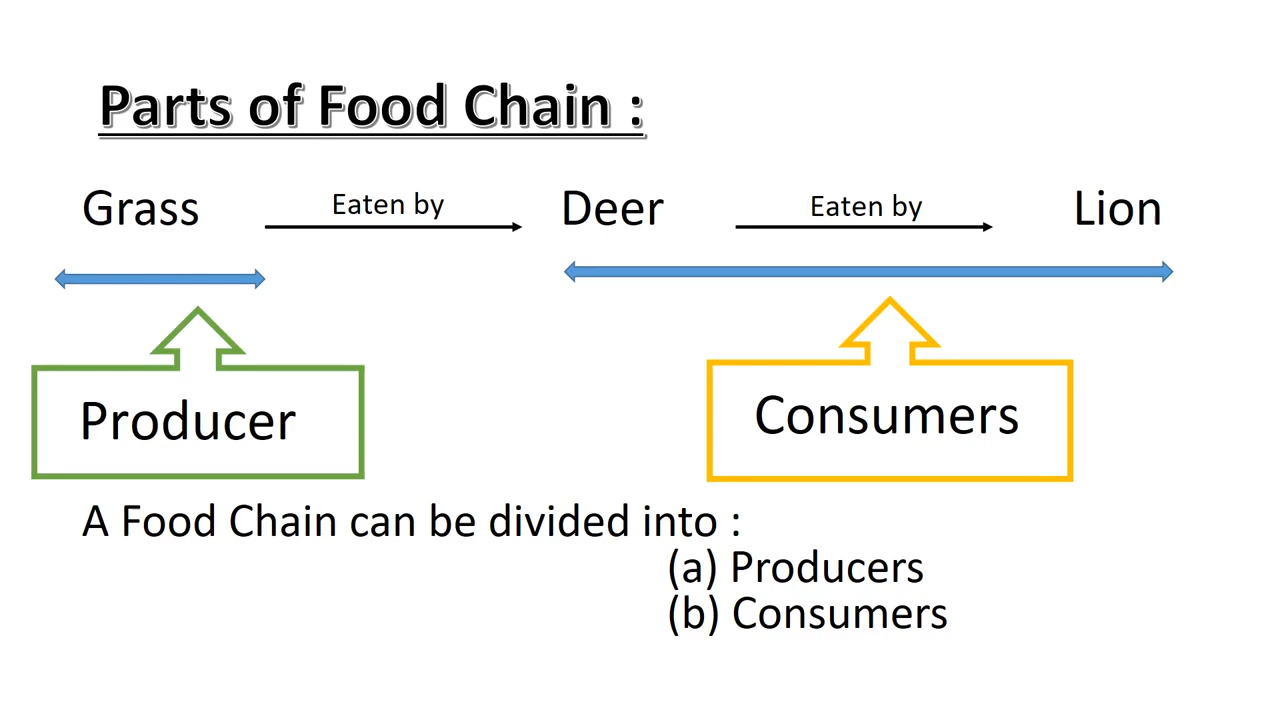 Parts of Food Chain :
Grass Eaten by Deer Eaten by Lion
Producer Consumers
A Food Chain can be divided into :
(a) Producers
(b) Consumers